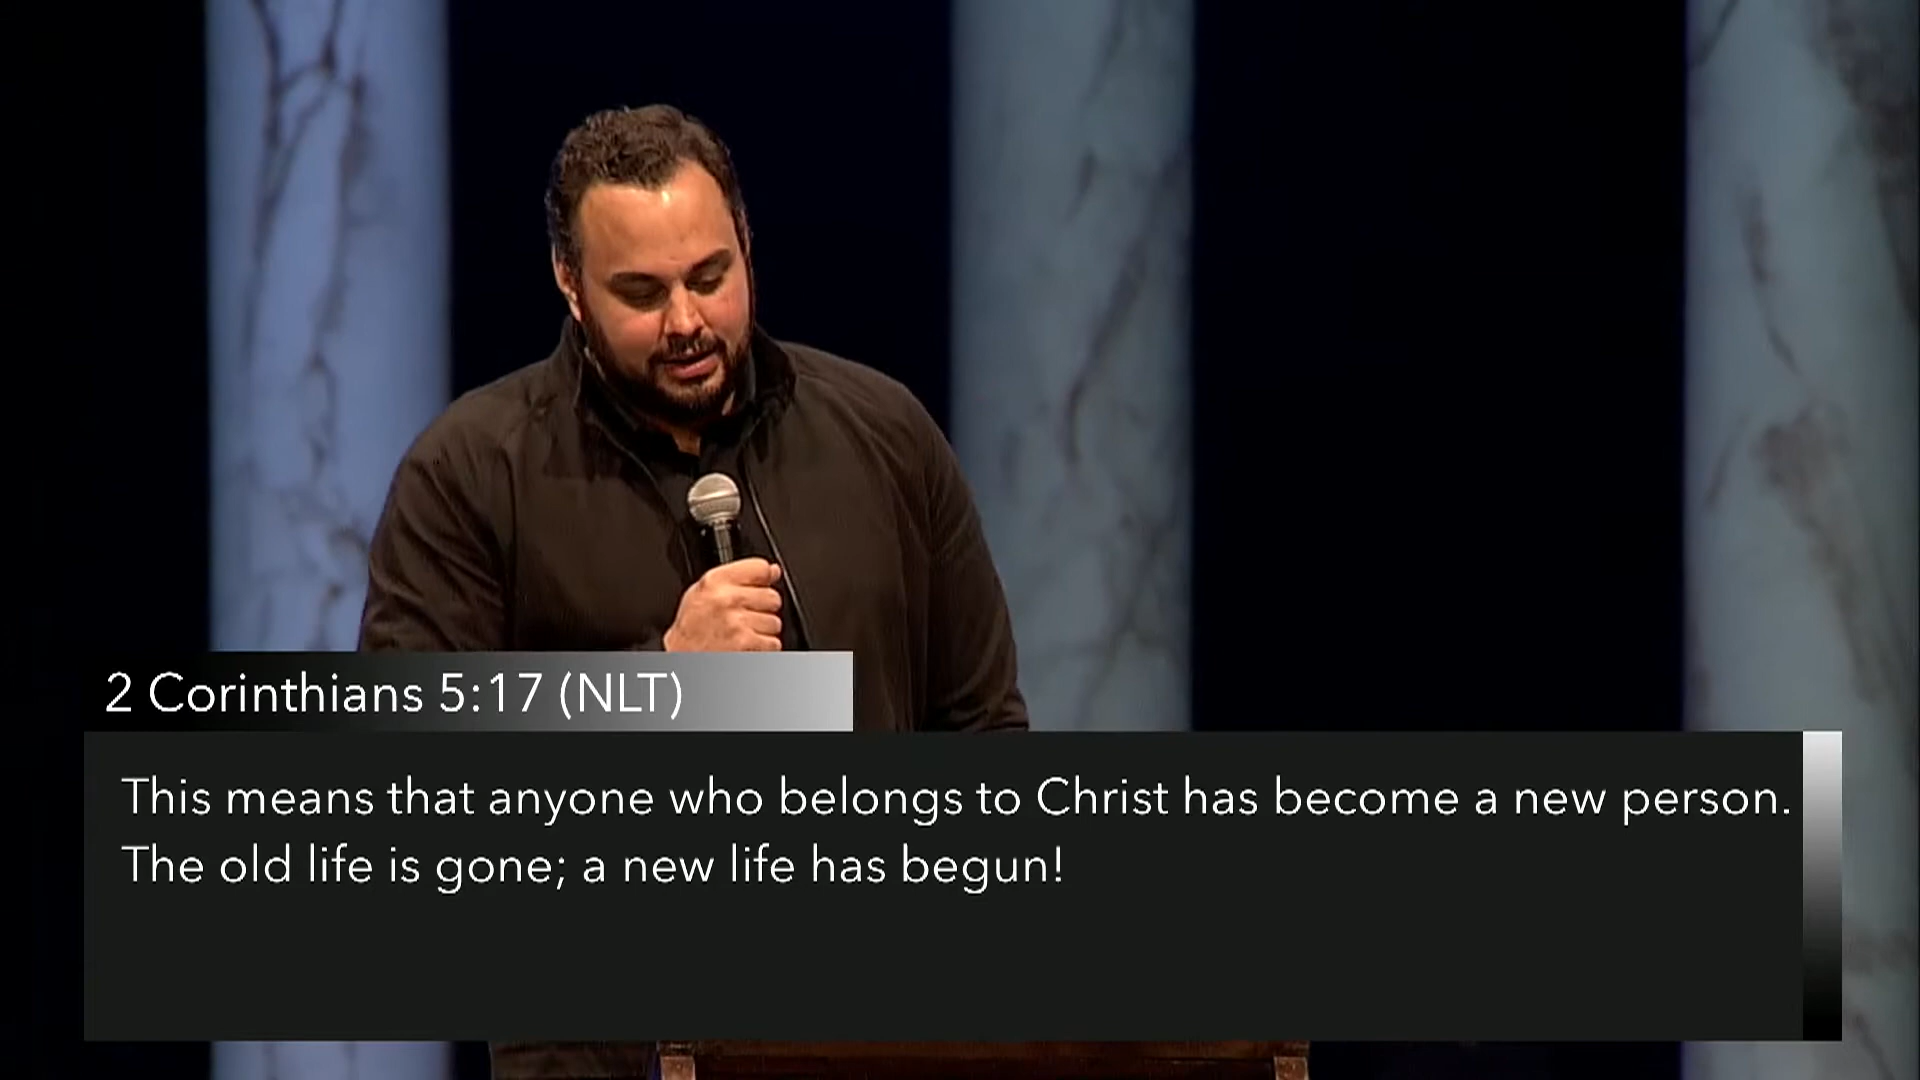 2 Corinthians 5:17 (NLT)
This means that anyone who belongs to Christ has become a new person.
The old life is gone; a new life has begun!